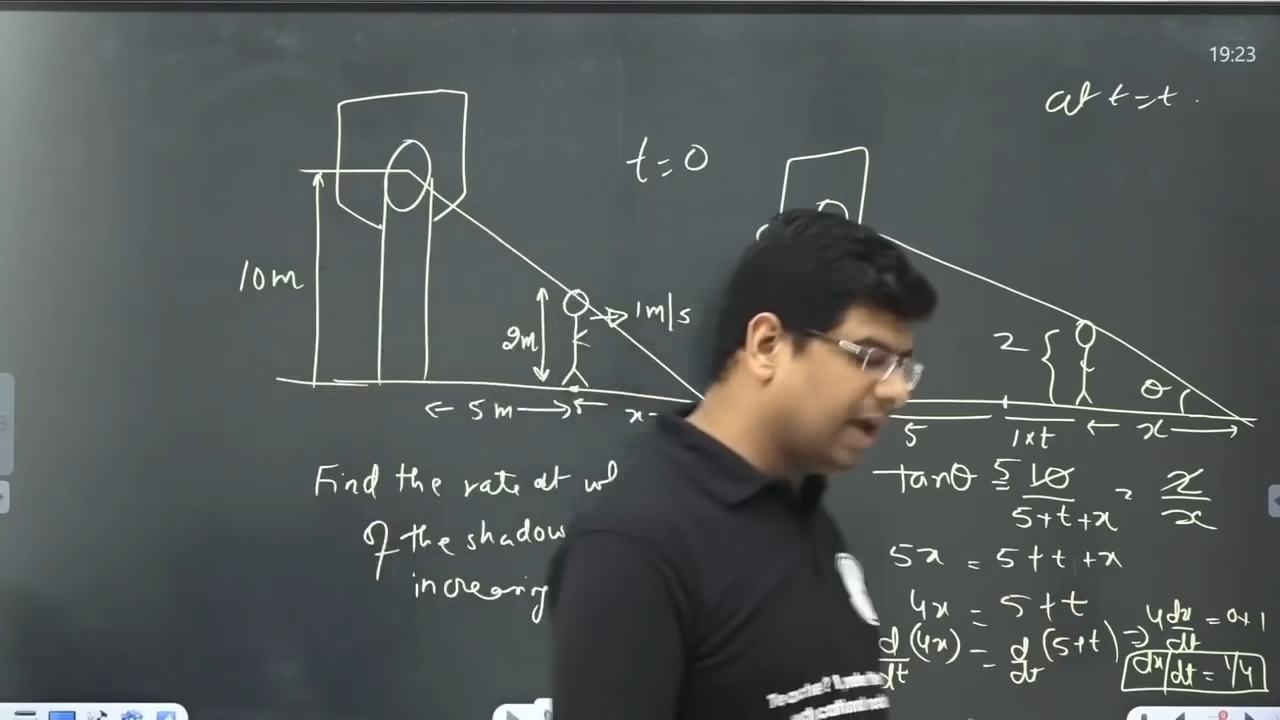 19:23
at t=t.
t=0
10m
2m
1m/s
5m
x
2
θ
5
1×t
x
Find the rate at
of the shadow
increasing
tanθ = 5 10/5+t+x = 2/x
5x = 5+t+x
4x = 5+t
d/dt(4x) = d/dt(5+t) ⇒ 4dx/dt = 0+1
dx/dt = 1/4